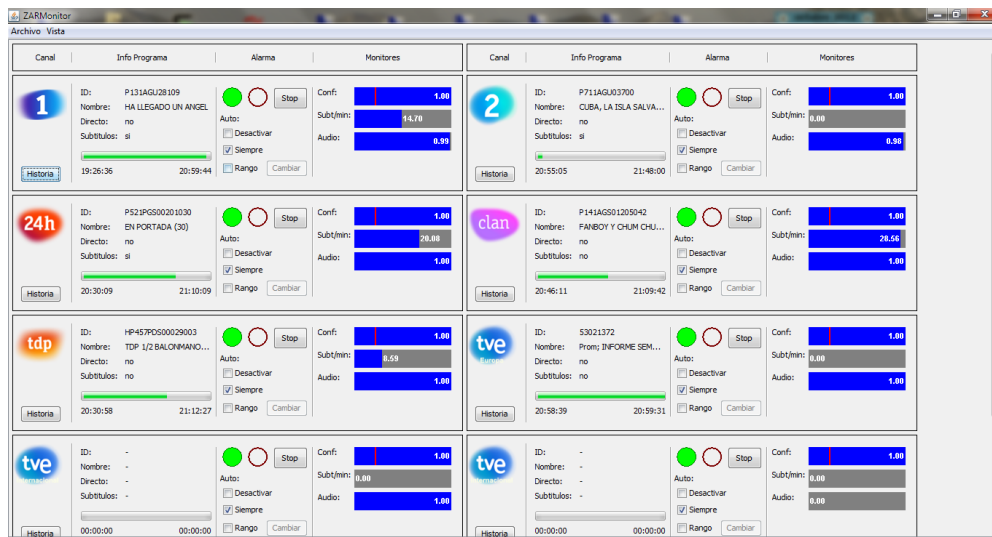 ZARMonitor
Archivo Vista
Canal Info Programa Alarma Monitores
Canal Info Programa Alarma Monitores
1
ID: P131AGU28109
Nombre: HA LLEGADO UN ANGEL
Directo: no
Subtitulos: si
Historia
19:26:36 20:59:44
Stop
Auto:
Desactivar
Siempre
Rango Cambiar
Conf: 1.00
Subt/min: 14.70
Audio: 0.99
2
ID: P711AGU03700
Nombre: CUBA, LA ISLA SALVA...
Directo: no
Subtitulos: si
Historia
20:55:05 21:48:00
Stop
Auto:
Desactivar
Siempre
Rango Cambiar
Conf: 1.00
Subt/min: 0.00
Audio: 0.98
24h
ID: P521PGS00201030
Nombre: EN PORTADA (30)
Directo: no
Subtitulos: si
Historia
20:30:09 21:10:09
Stop
Auto:
Desactivar
Siempre
Rango Cambiar
Conf: 1.00
Subt/min: 20.08
Audio: 1.00
clan
ID: P141AGS01205042
Nombre: FANBOY Y CHUM CHU...
Directo: no
Subtitulos: no
Historia
20:46:11 21:09:42
Stop
Auto:
Desactivar
Siempre
Rango Cambiar
Conf: 1.00
Subt/min: 28.56
Audio: 1.00
tdp
ID: HP457PDS00029003
Nombre: TDP 1/2 BALONMANO...
Directo: no
Subtitulos: no
Historia
20:30:58 21:12:27
Stop
Auto:
Desactivar
Siempre
Rango Cambiar
Conf: 1.00
Subt/min: 8.59
Audio: 1.00
tve
Europa
ID: 53021372
Nombre: Prom; INFORME SEM...
Directo: no
Subtitulos: no
Historia
20:58:39 20:59:31
Stop
Auto:
Desactivar
Siempre
Rango Cambiar
Conf: 1.00
Subt/min: 0.00
Audio: 1.00
tve
ID: -
Nombre: -
Directo: -
Subtitulos: -
Historia
00:00:00 00:00:00
Stop
Auto:
Desactivar
Siempre
Rango Cambiar
Conf: 1.00
Subt/min: 0.00
Audio: 1.00
tve
ID: -
Nombre: -
Directo: -
Subtitulos: -
Historia
00:00:00 00:00:00
Stop
Auto:
Desactivar
Siempre
Rango Cambiar
Conf: 1.00
Subt/min: 0.00
Audio: 0.00